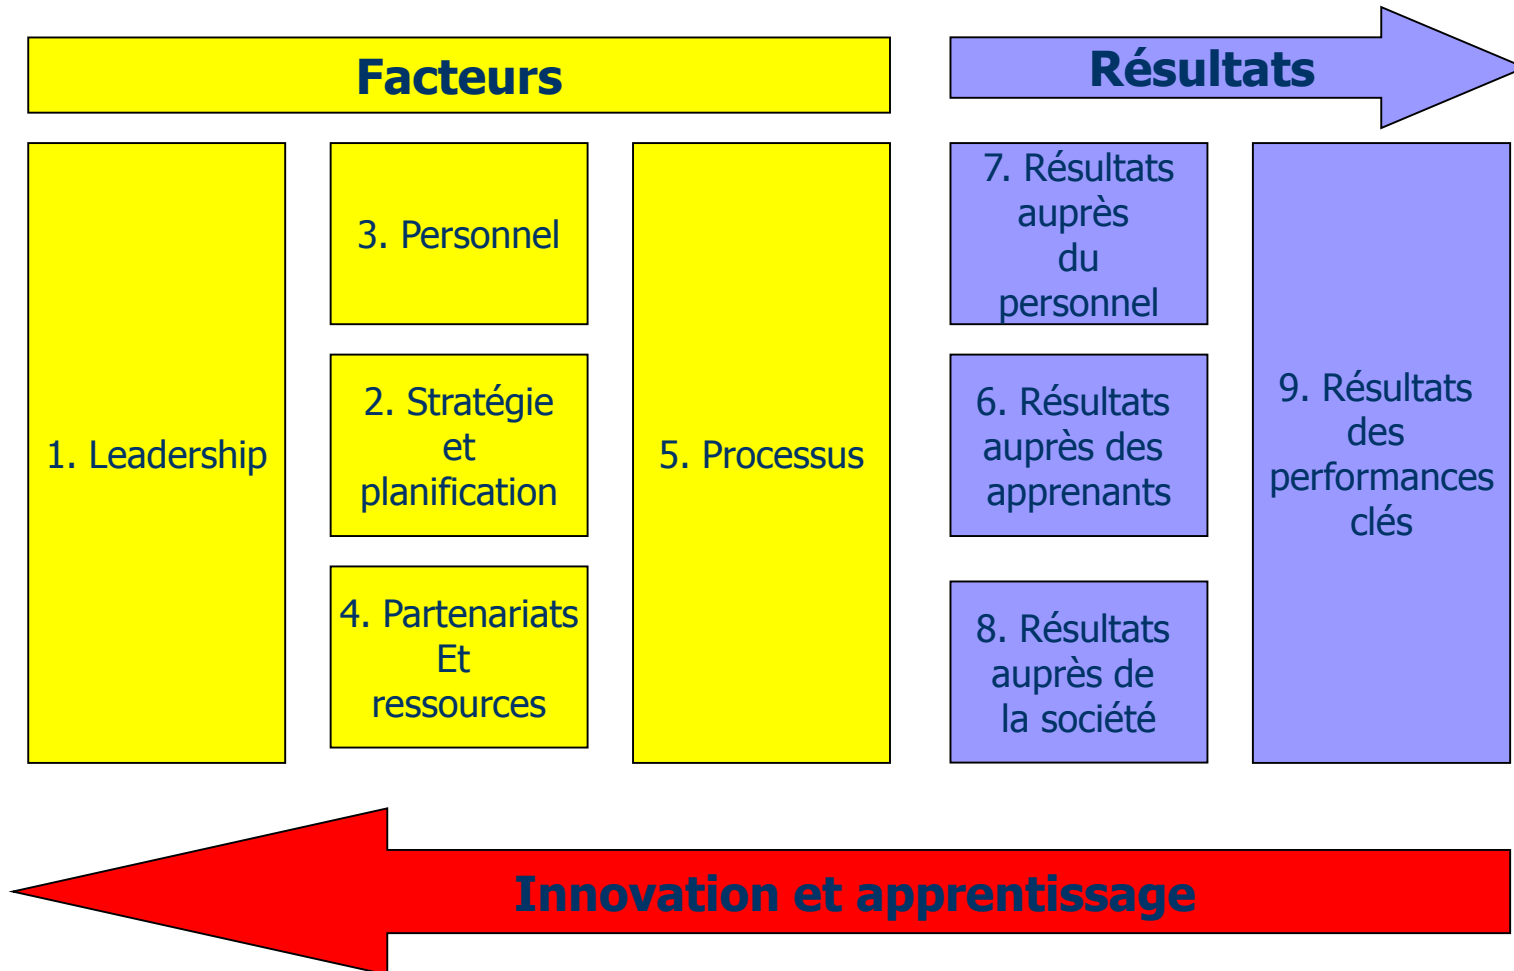 Facteurs
Résultats
1. Leadership
3. Personnel
2. Stratégie
et
planification
4. Partenariats
Et
ressources
5. Processus
7. Résultats
auprès
du
personnel
6. Résultats
auprès des
apprenants
8. Résultats
auprès de
la société
9. Résultats
des
performances
clés
Innovation et apprentissage